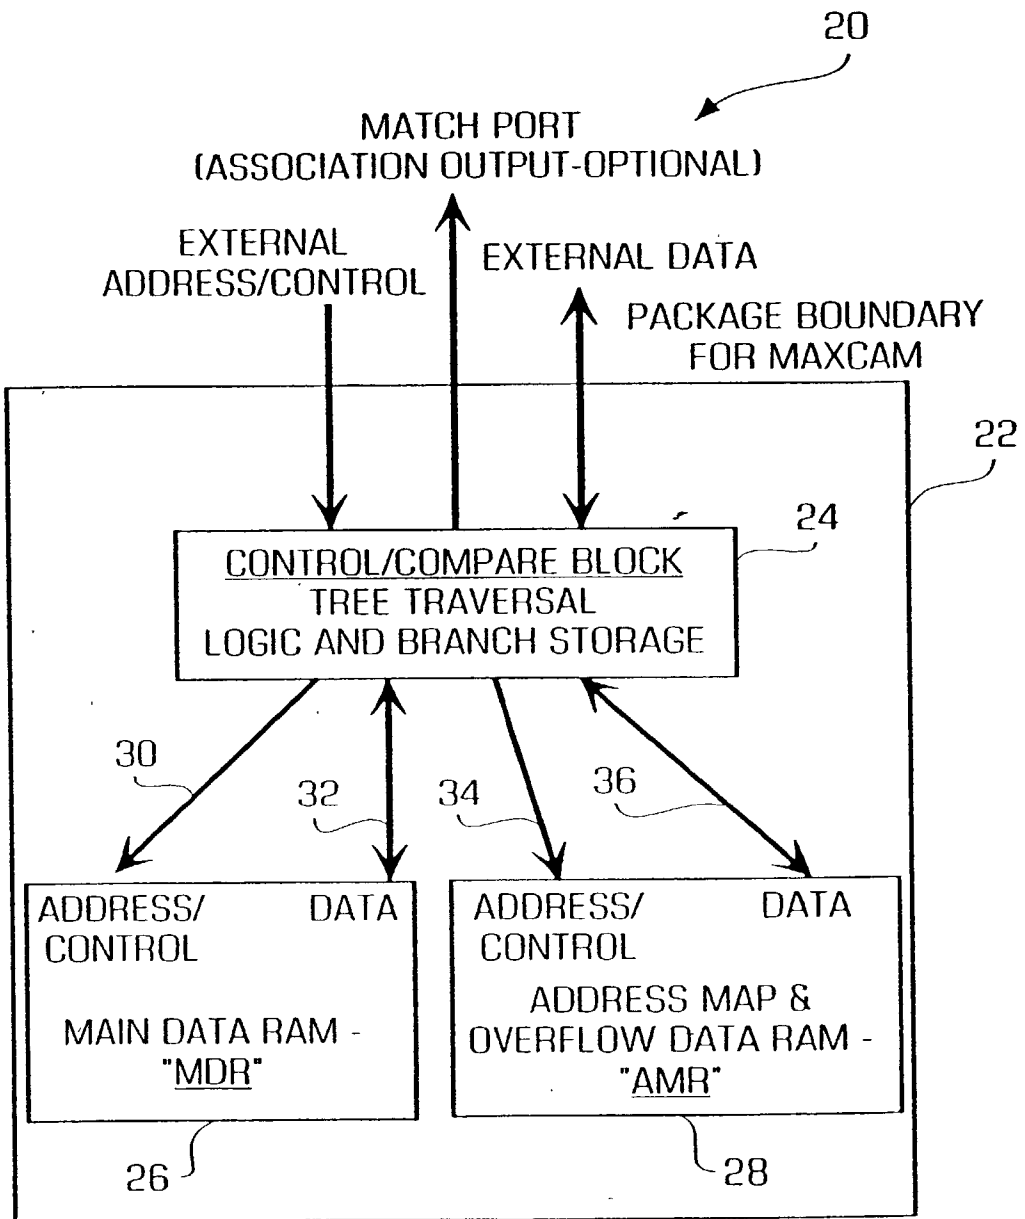 20
MATCH PORT
(ASSOCIATION OUTPUT-OPTIONAL)
EXTERNAL
ADDRESS/CONTROL
EXTERNAL DATA
PACKAGE BOUNDARY
FOR MAXCAM
22
24
CONTROL/COMPARE BLOCK
TREE TRAVERSAL
LOGIC AND BRANCH STORAGE
30
32
34
36
ADDRESS/
CONTROL
DATA
MAIN DATA RAM -
"MDR"
ADDRESS/
CONTROL
DATA
ADDRESS MAP &
OVERFLOW DATA RAM -
"AMR"
26
28